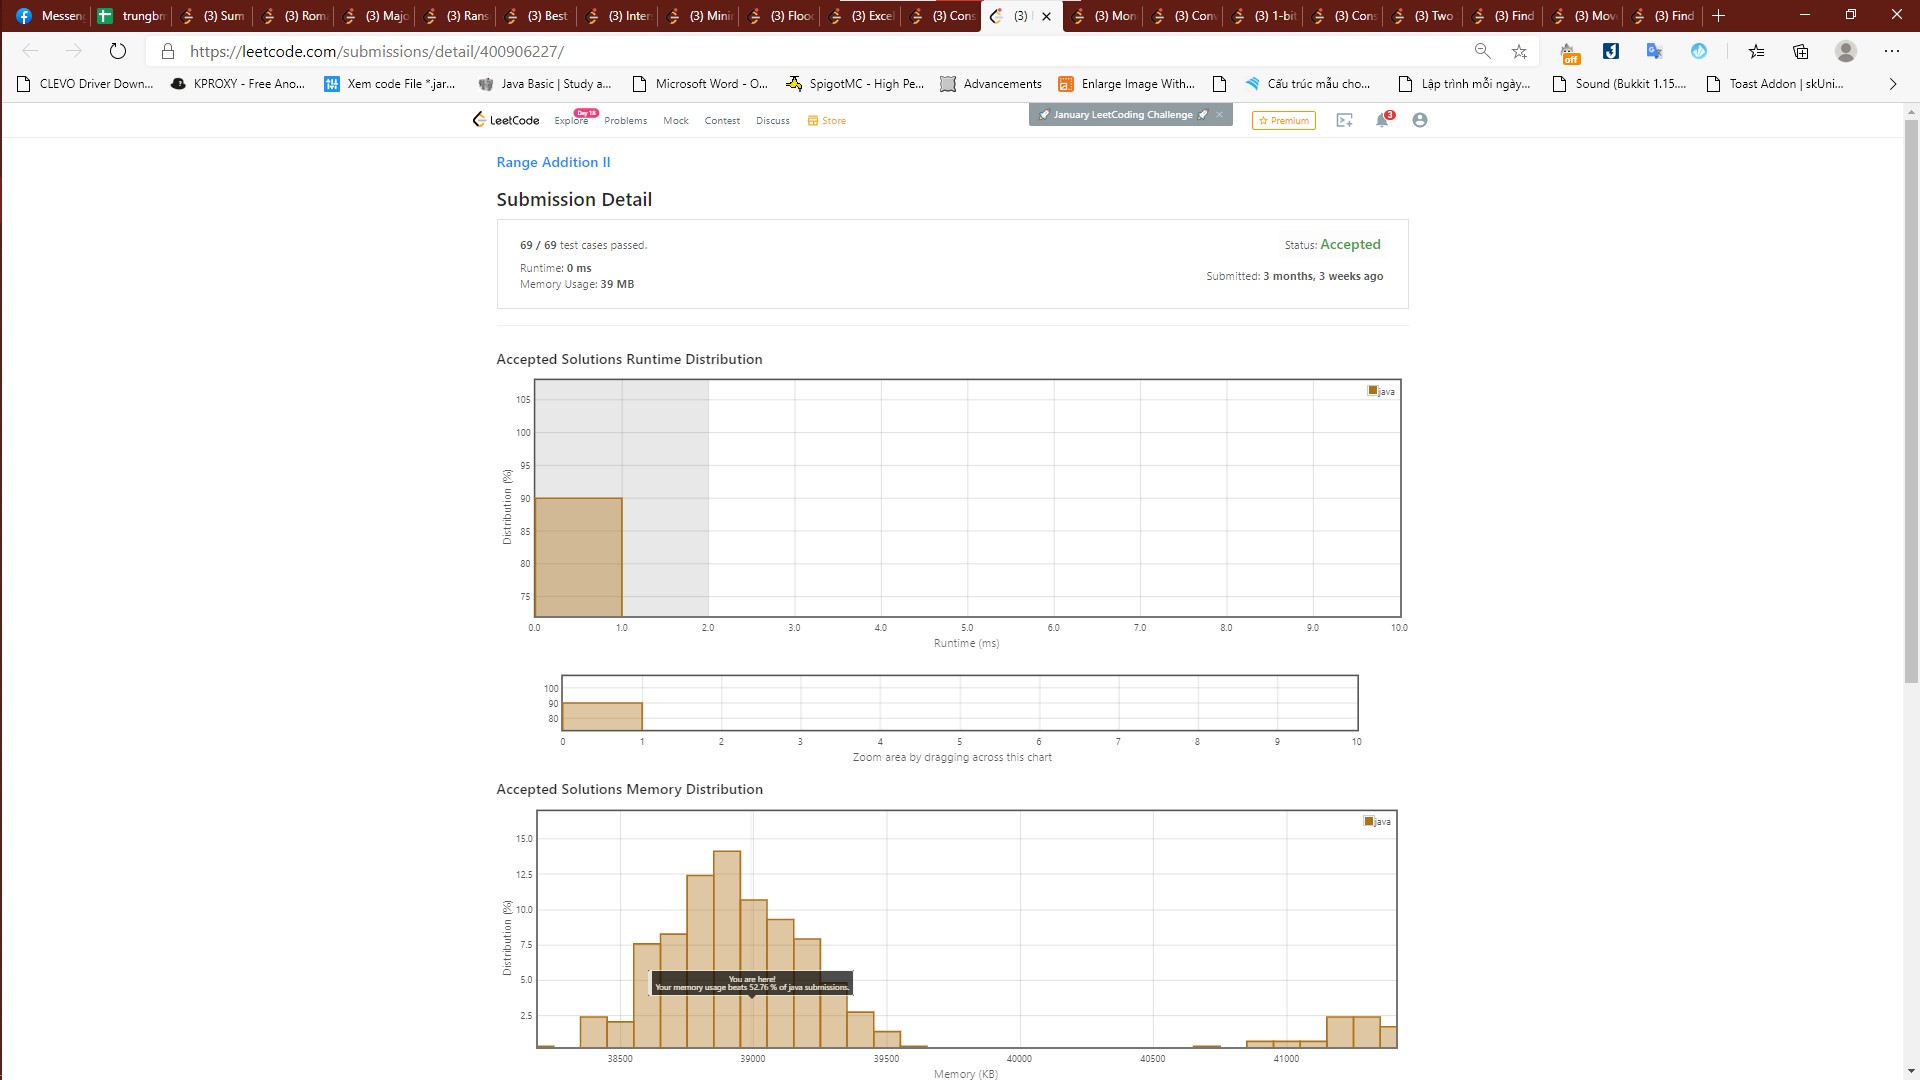 Messen
trungbr
(3) Sum
(3) Rom
(3) Majo
(3) Rans
(3) Best
(3) Inter
(3) Mini
(3) Floo
(3) Excel
(3) Cons
(3)
(3) Mon
(3) Con
(3) 1-bit
(3) Cons
(3) Two
(3) Find
(3) Mov
(3) Find
https://leetcode.com/submissions/detail/400906227/
off
CLEVO Driver Down...
KPROXY - Free Ano...
Xem code File *.jar...
Java Basic | Study a...
Microsoft Word - O...
SpigotMC - High Pe...
Advancements
Enlarge Image With...
Cấu trúc mẫu cho...
Lập trình mỗi ngày...
Sound (Bukkit 1.15....
Toast Addon | skUni...
LeetCode
Explore
Day 18
Problems
Mock
Contest
Discuss
Store
January LeetCoding Challenge
Premium
3
Range Addition II
Submission Detail
69 / 69 test cases passed.
Status: Accepted
Runtime: 0 ms
Submitted: 3 months, 3 weeks ago
Memory Usage: 39 MB
Accepted Solutions Runtime Distribution
java
105
100
95
90
85
80
75
Distribution (%)
0.0 1.0 2.0 3.0 4.0 5.0 6.0 7.0 8.0 9.0 10.0
Runtime (ms)
100
90
80
0 1 2 3 4 5 6 7 8 9 10
Zoom area by dragging across this chart
Accepted Solutions Memory Distribution
java
15.0
12.5
10.0
7.5
5.0
2.5
Distribution (%)
You are here!
Your memory usage beats 52.76 % of java submissions.
38500 39000 39500 40000 40500 41000
Memory (KB)